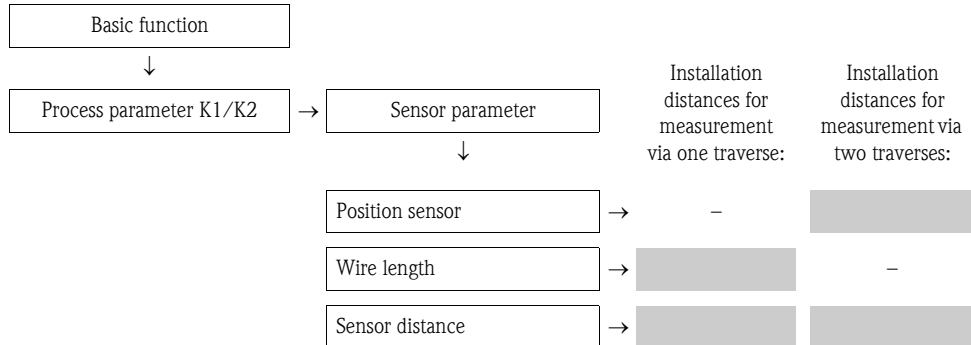 Basic function
↓
Process parameter K1/K2 → Sensor parameter
↓
Installation
distances for
measurement
via one traverse:
Installation
distances for
measurement via
two traverses:
Position sensor → –
Wire length → –
Sensor distance →